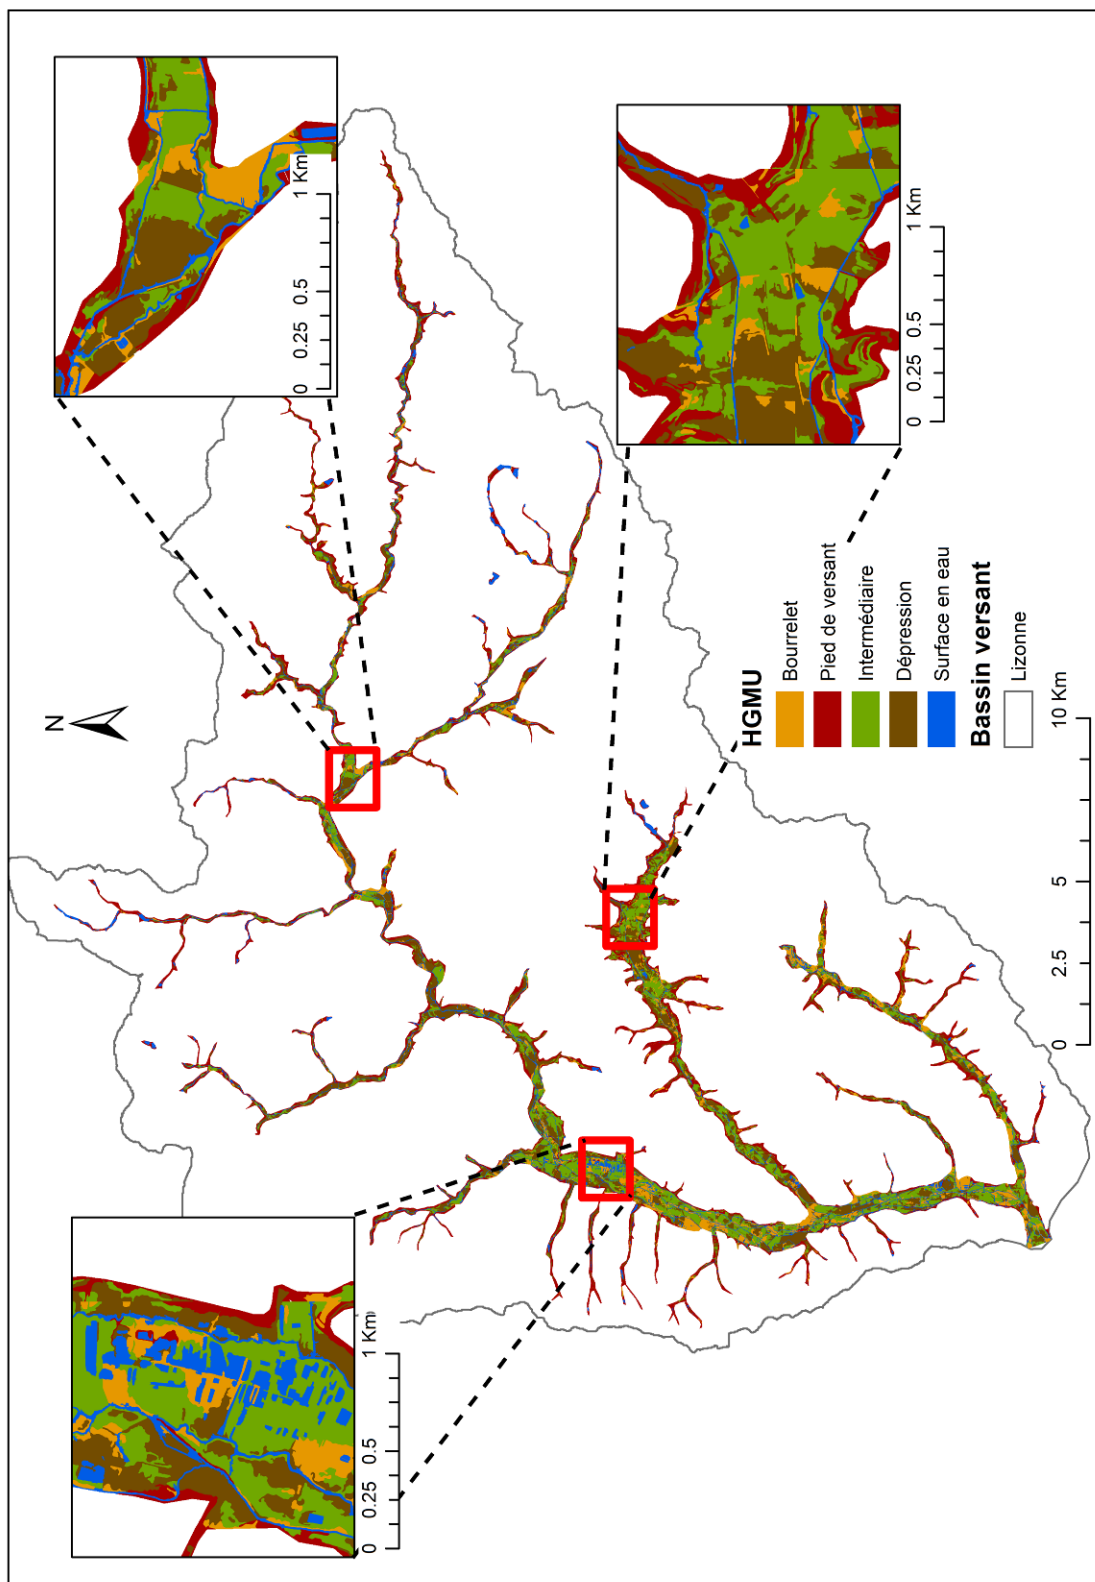 N
1 Km
0.5
0.25
0
1 Km
0.5
0.25
0
1 Km
0.5
0.25
0
HGMU
Bourrelet
Pied de versant
Intermédiaire
Dépression
Surface en eau
Bassin versant
Lizonne
10 Km
5
2.5
0